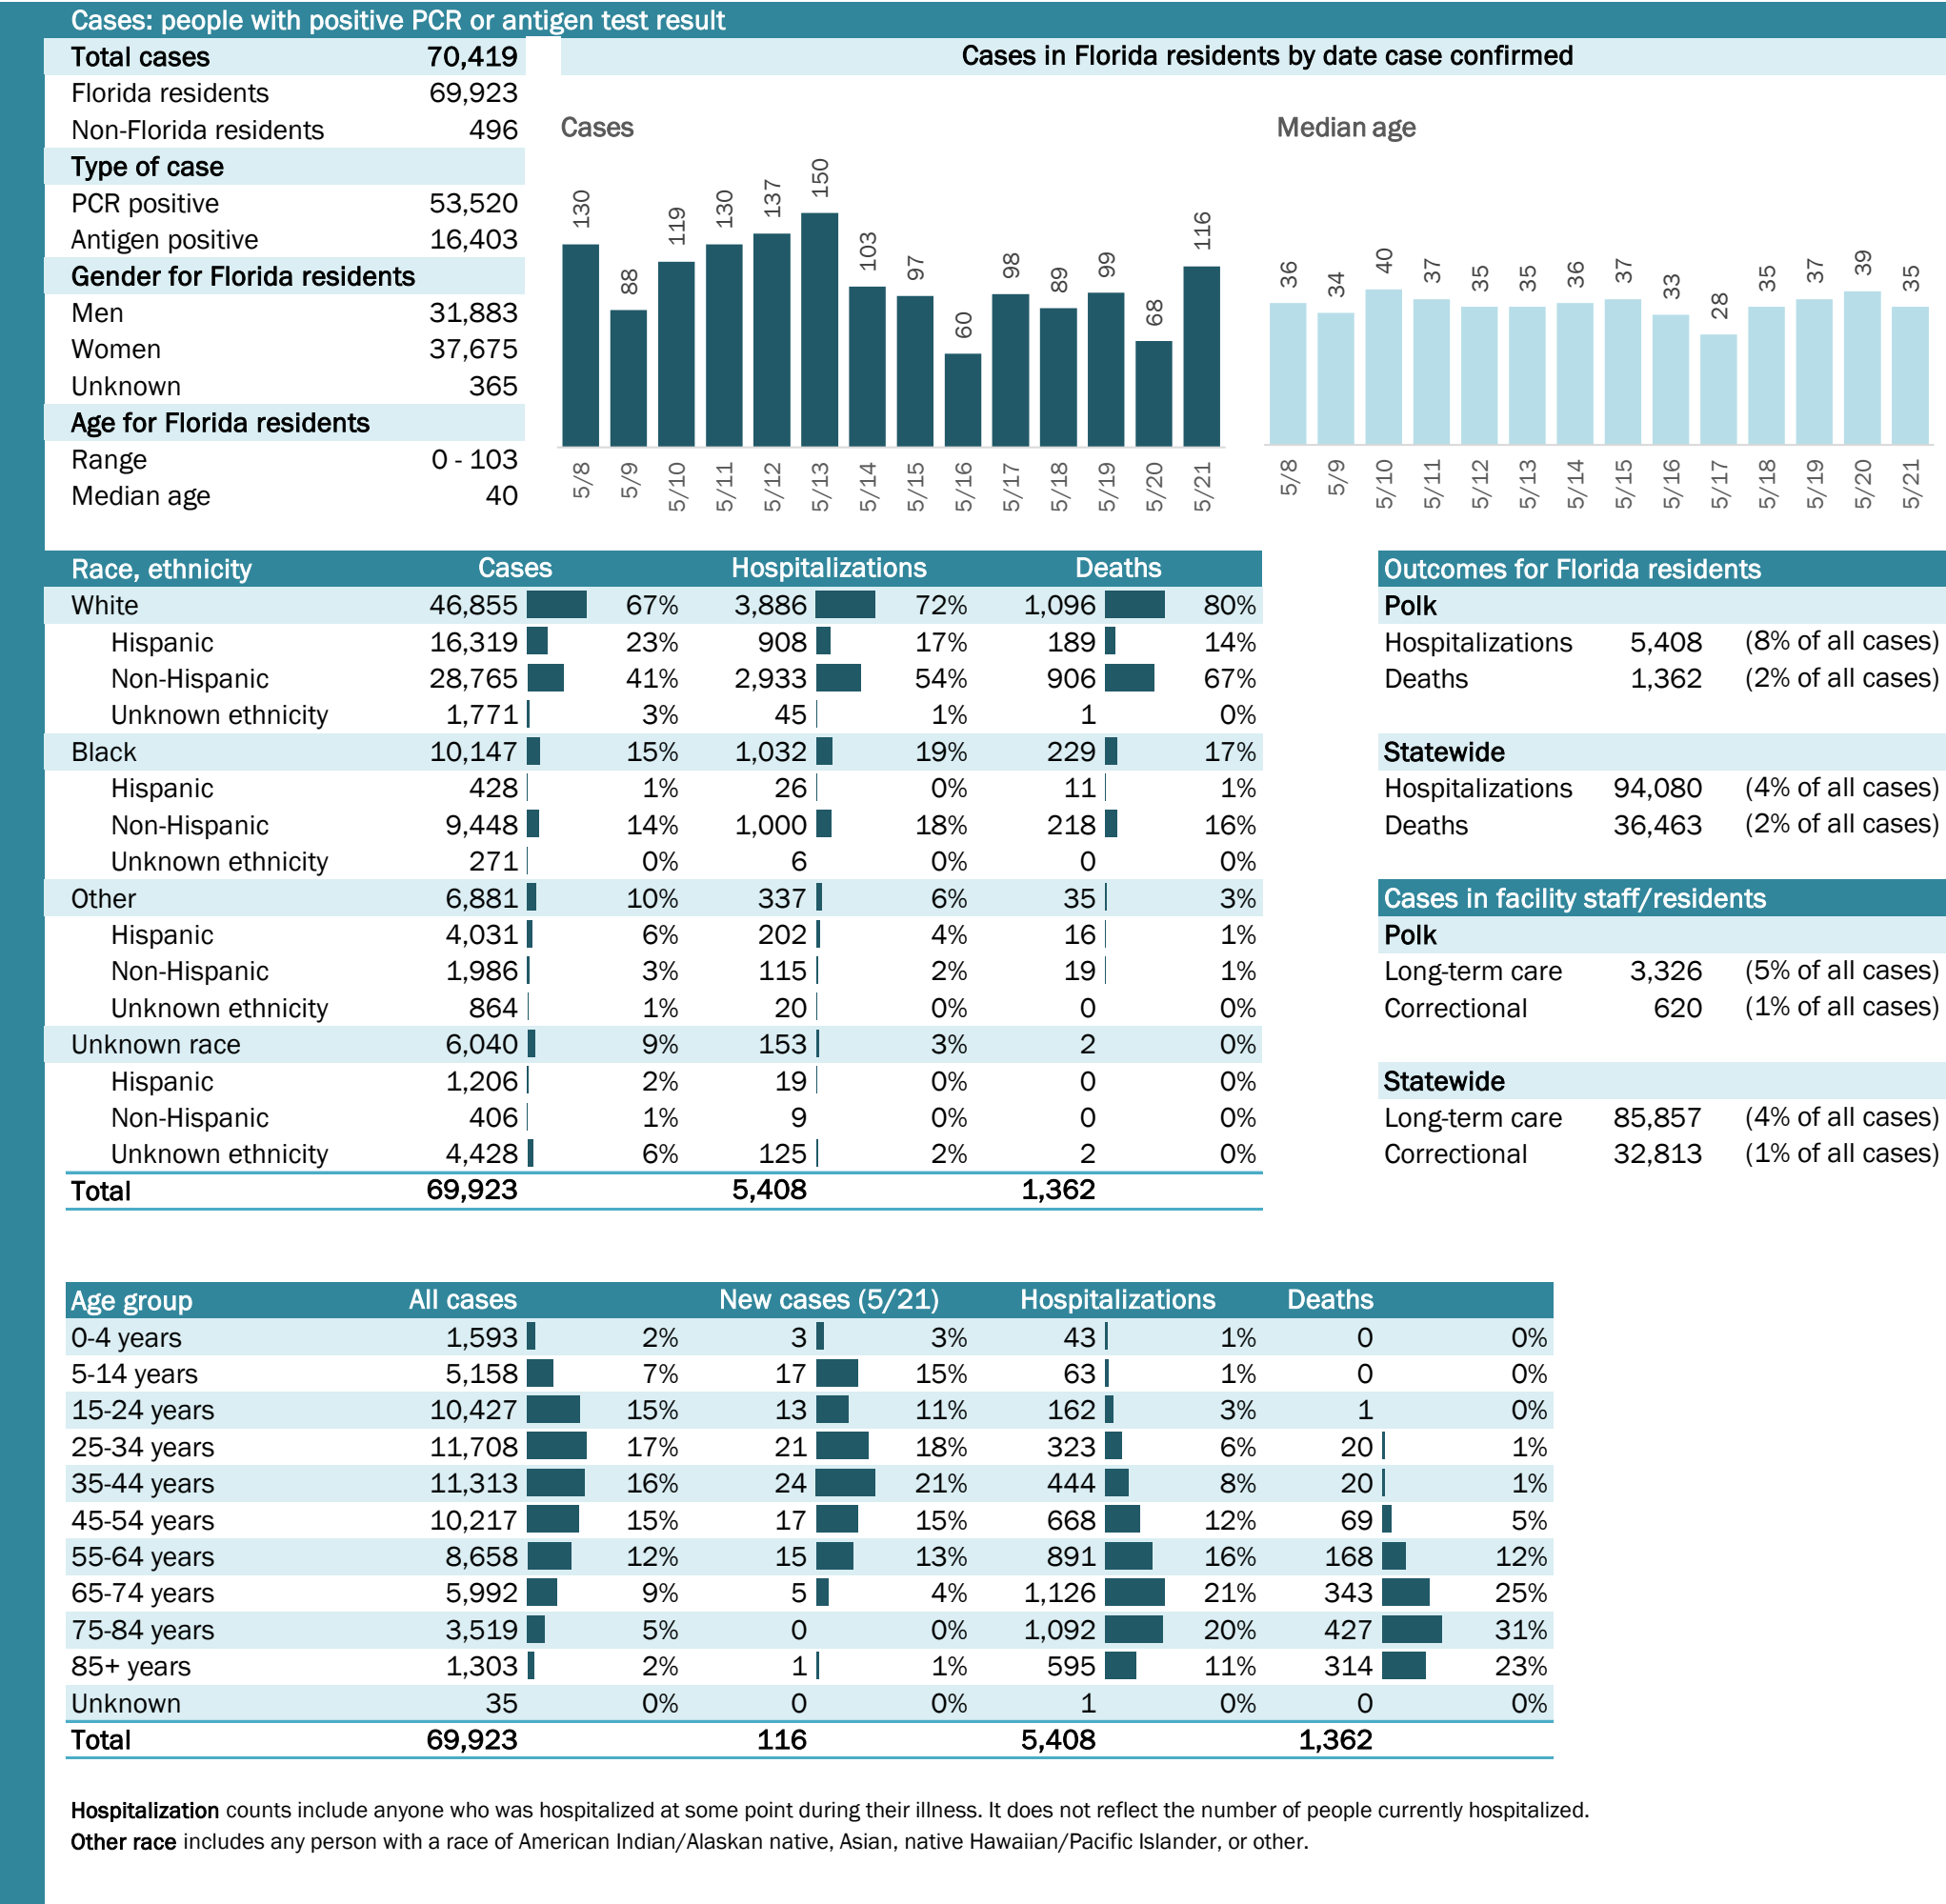 Cases: people with positive PCR or antigen test result
Total cases 70,419
Florida residents 69,923
Non-Florida residents 496
Type of case
PCR positive 53,520
Antigen positive 16,403
Gender for Florida residents
Men 31,883
Women 37,675
Unknown 365
Age for Florida residents
Range 0 - 103
Median age 40
Cases in Florida residents by date case confirmed
Cases
130 88 119 130 137 150 103 97 60 98 89 99 68 116
5/8 5/9 5/10 5/11 5/12 5/13 5/14 5/15 5/16 5/17 5/18 5/19 5/20 5/21
Median age
36 34 40 37 35 35 36 37 33 28 35 37 39 35
5/8 5/9 5/10 5/11 5/12 5/13 5/14 5/15 5/16 5/17 5/18 5/19 5/20 5/21
Race, ethnicity Cases Hospitalizations Deaths
White 46,855 67% 3,886 72% 1,096 80%
Hispanic 16,319 23% 908 17% 189 14%
Non-Hispanic 28,765 41% 2,933 54% 906 67%
Unknown ethnicity 1,771 3% 45 1% 1 0%
Black 10,147 15% 1,032 19% 229 17%
Hispanic 428 1% 26 0% 11 1%
Non-Hispanic 9,448 14% 1,000 18% 218 16%
Unknown ethnicity 271 0% 6 0% 0 0%
Other 6,881 10% 337 6% 35 3%
Hispanic 4,031 6% 202 4% 16 1%
Non-Hispanic 1,986 3% 115 2% 19 1%
Unknown ethnicity 864 1% 20 0% 0 0%
Unknown race 6,040 9% 153 3% 2 0%
Hispanic 1,206 2% 19 0% 0 0%
Non-Hispanic 406 1% 9 0% 0 0%
Unknown ethnicity 4,428 6% 125 2% 2 0%
Total 69,923 5,408 1,362
Outcomes for Florida residents
Polk
Hospitalizations 5,408 (8% of all cases)
Deaths 1,362 (2% of all cases)
Statewide
Hospitalizations 94,080 (4% of all cases)
Deaths 36,463 (2% of all cases)
Cases in facility staff/residents
Polk
Long-term care 3,326 (5% of all cases)
Correctional 620 (1% of all cases)
Statewide
Long-term care 85,857 (4% of all cases)
Correctional 32,813 (1% of all cases)
Age group All cases New cases (5/21) Hospitalizations Deaths
0-4 years 1,593 2% 3 3% 43 1% 0 0%
5-14 years 5,158 7% 17 15% 63 1% 0 0%
15-24 years 10,427 15% 13 11% 162 3% 1 0%
25-34 years 11,708 17% 21 18% 323 6% 20 1%
35-44 years 11,313 16% 24 21% 444 8% 20 1%
45-54 years 10,217 15% 17 15% 668 12% 69 5%
55-64 years 8,658 12% 15 13% 891 16% 168 12%
65-74 years 5,992 9% 5 4% 1,126 21% 343 25%
75-84 years 3,519 5% 0 0% 1,092 20% 427 31%
85+ years 1,303 2% 1 1% 595 11% 314 23%
Unknown 35 0% 0 0% 1 0% 0 0%
Total 69,923 116 5,408 1,362
Hospitalization counts include anyone who was hospitalized at some point during their illness. It does not reflect the number of people currently hospitalized.
Other race includes any person with a race of American Indian/Alaskan native, Asian, native Hawaiian/Pacific Islander, or other.